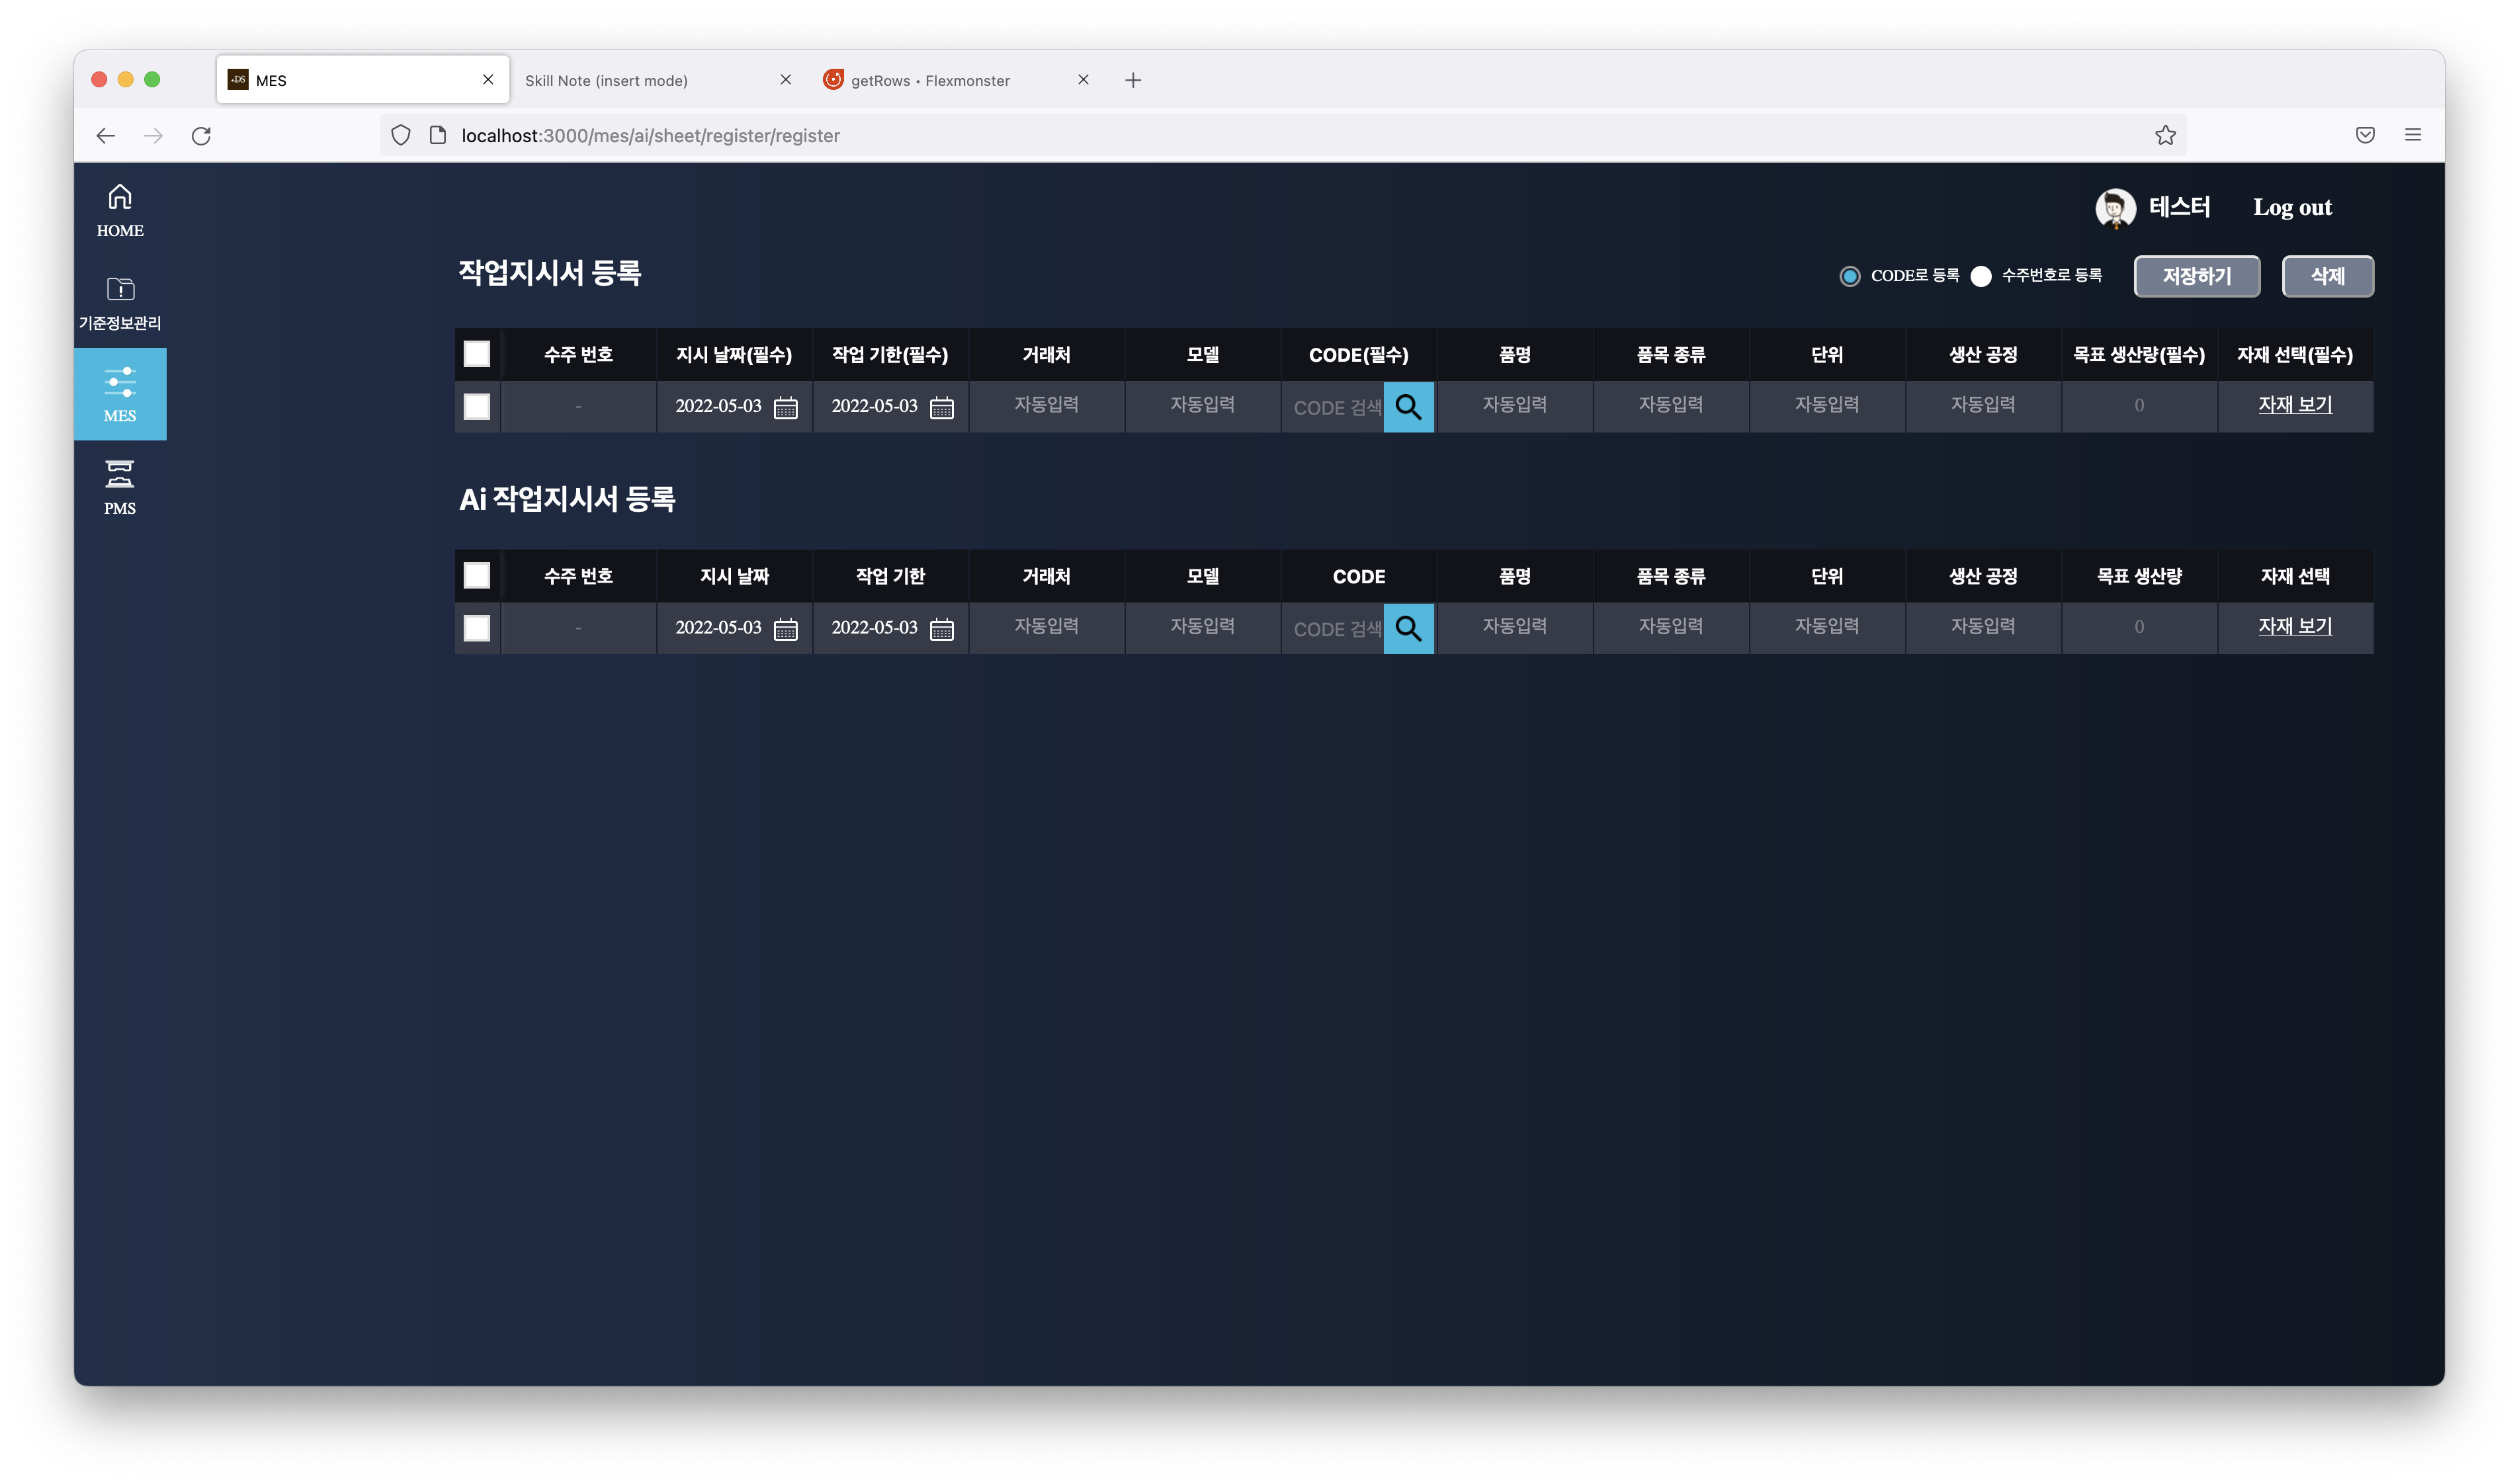 MES
Skill Note (insert mode)
getRows • Flexmonster
localhost:3000/mes/ai/sheet/register/register
HOME
기준정보관리
MES
PMS
테스터 Log out
작업지시서 등록
CODE로 등록 수주번호로 등록 저장하기 삭제
수주 번호 지시 날짜(필수) 작업 기한(필수) 거래처 모델 CODE(필수) 품명 품목 종류 단위 생산 공정 목표 생산량(필수) 자재 선택(필수)
- 2022-05-03 2022-05-03 자동입력 자동입력 CODE 검색 자동입력 자동입력 자동입력 자동입력 0 자재 보기
Ai 작업지시서 등록
수주 번호 지시 날짜 작업 기한 거래처 모델 CODE 품명 품목 종류 단위 생산 공정 목표 생산량 자재 선택
- 2022-05-03 2022-05-03 자동입력 자동입력 CODE 검색 자동입력 자동입력 자동입력 자동입력 0 자재 보기